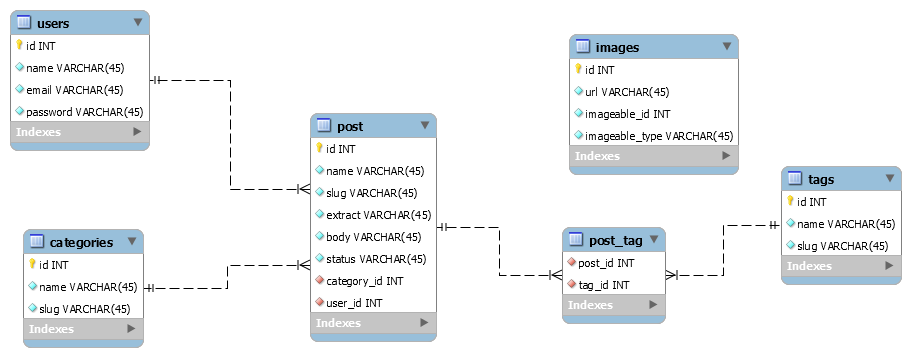 users
id INT
name VARCHAR(45)
email VARCHAR(45)
password VARCHAR(45)
Indexes
categories
id INT
name VARCHAR(45)
slug VARCHAR(45)
Indexes
post
id INT
name VARCHAR(45)
slug VARCHAR(45)
extract VARCHAR(45)
body VARCHAR(45)
status VARCHAR(45)
category_id INT
user_id INT
Indexes
images
id INT
url VARCHAR(45)
imageable_id INT
imageable_type VARCHAR(45)
Indexes
post_tag
post_id INT
tag_id INT
Indexes
tags
id INT
name VARCHAR(45)
slug VARCHAR(45)
Indexes